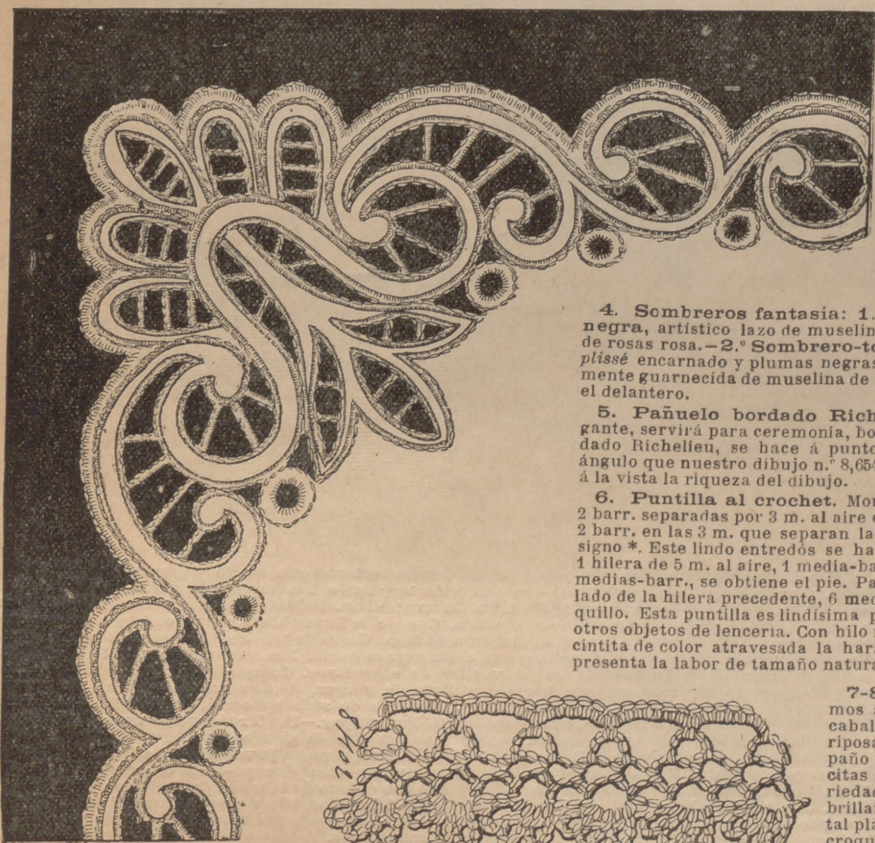 4. Sombreros fantasia: 1.
negra, artístico lazo de muselin
de rosas rosa.—2.º Sombrero-to
plissé encarnado y plumas negras
mente guarnecida de muselina de
el delantero.
5. Pañuelo bordado Rich
gante, servirá para ceremonia, bo
dado Richelieu, se hace á punto
ángulo que nuestro dibujo n.º 8,654
á la vista la riqueza del dibujo.
6. Puntilla al crochet. Mon
2 barr. separadas por 3 m. al aire
2 barr. en las 3 m. que separan la
signo *. Este lindo entredós se ha
1 hilera de 5 m. al aire, 1 media-ba
medias-barr., se obtiene el pie. Pa
lado de la hilera precedente, 6 med
quillo. Esta puntilla es lindísima p
otros objetos de lencería. Con hilo
cintita de color atravesada la har
presenta la labor de tamaño natura
7-8
mos
cabal
riposa
paño
citas
riedad
brilla
tal pla
croqu